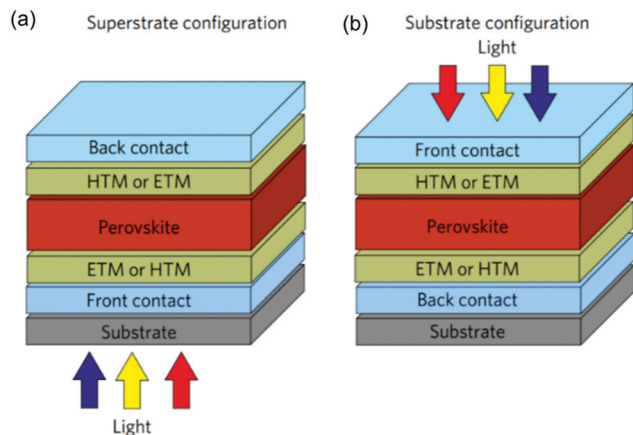 (a)
Superstrate configuration
Back contact
HTM or ETM
Perovskite
ETM or HTM
Front contact
Substrate
Light
(b)
Substrate configuration
Light
Front contact
HTM or ETM
Perovskite
ETM or HTM
Back contact
Substrate